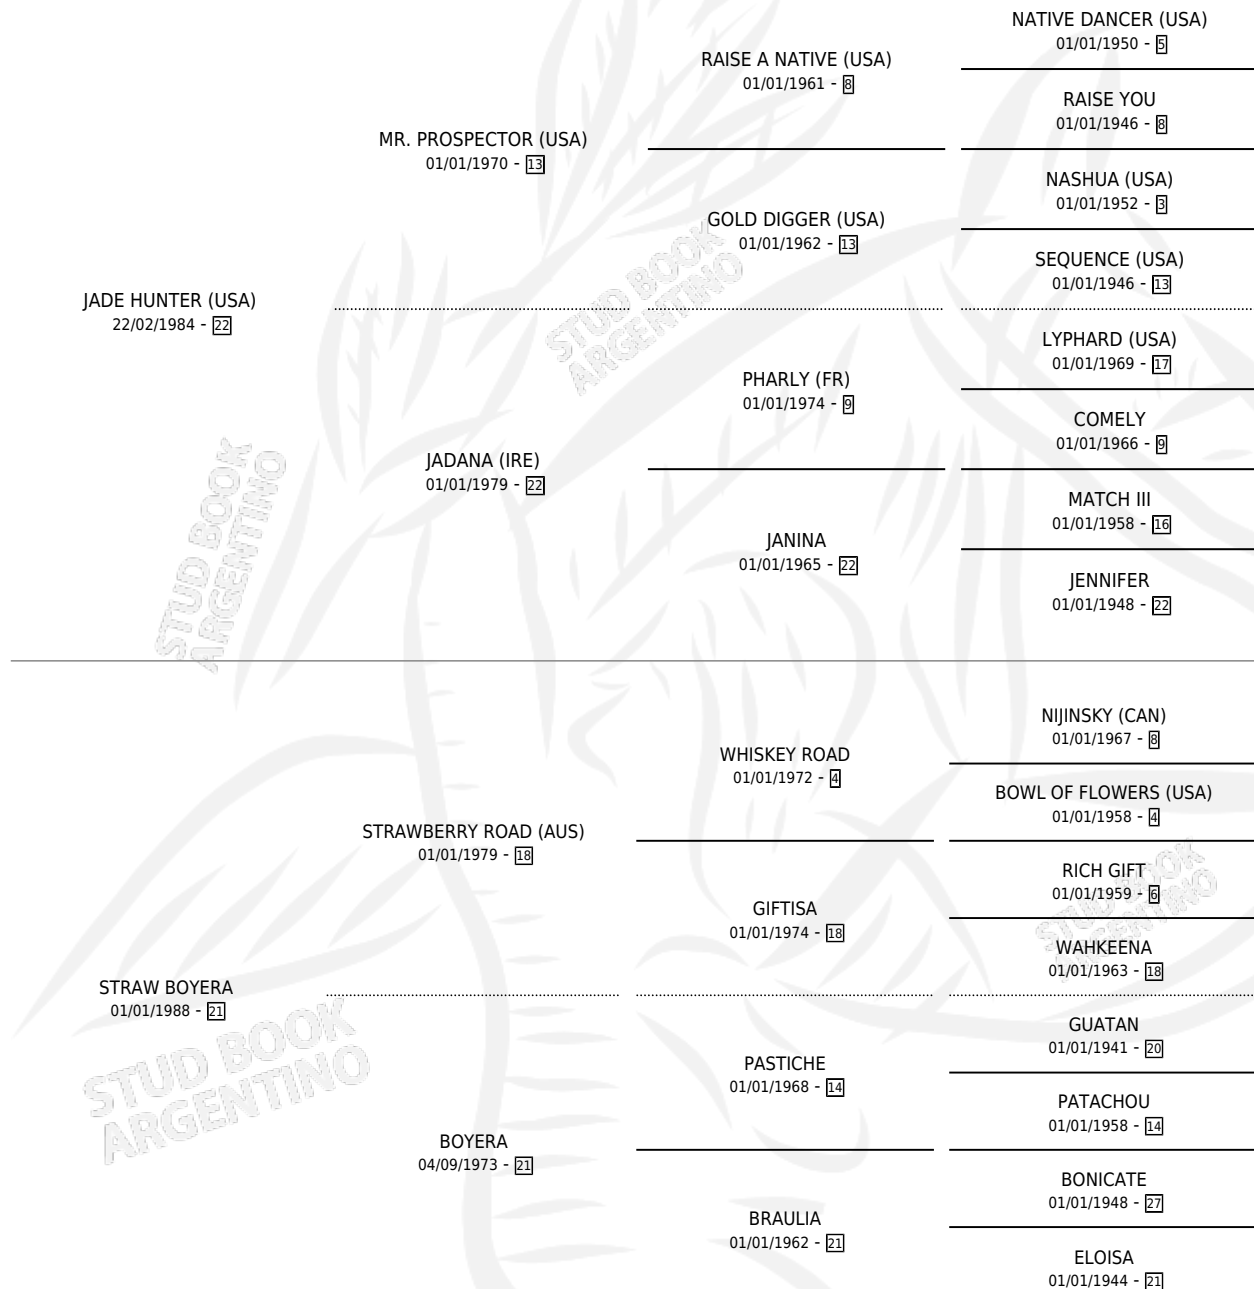 NATIVE DANCER (USA)
01/01/1950 - 5
RAISE A NATIVE (USA)
01/01/1961 - 8
RAISE YOU
01/01/1946 - 8
MR. PROSPECTOR (USA)
01/01/1970 - 13
NASHUA (USA)
01/01/1952 - 3
GOLD DIGGER (USA)
01/01/1962 - 13
SEQUENCE (USA)
01/01/1946 - 13
JADE HUNTER (USA)
22/02/1984 - 22
LYPHARD (USA)
01/01/1969 - 17
PHARLY (FR)
01/01/1974 - 9
COMELY
01/01/1966 - 9
JADANA (IRE)
01/01/1979 - 22
MATCH III
01/01/1958 - 16
JANINA
01/01/1965 - 22
JENNIFER
01/01/1948 - 22
NIJINSKY (CAN)
01/01/1967 - 8
WHISKEY ROAD
01/01/1972 - 4
BOWL OF FLOWERS (USA)
01/01/1958 - 4
STRAWBERRY ROAD (AUS)
01/01/1979 - 18
RICH GIFT
01/01/1959 - 6
GIFTISA
01/01/1974 - 18
WAHKEENA
01/01/1963 - 18
STRAW BOYERA
01/01/1988 - 21
GUATAN
01/01/1941 - 20
PASTICHE
01/01/1968 - 14
PATACHOU
01/01/1958 - 14
BOYERA
04/09/1973 - 21
BONICATE
01/01/1948 - 27
BRAULIA
01/01/1962 - 21
ELOISA
01/01/1944 - 21
STUD BOOK
ARGENTINO
STUD BOOK
ARGENTINO
STUD BOOK
ARGENTINO
STUD BOOK
ARGENTINO